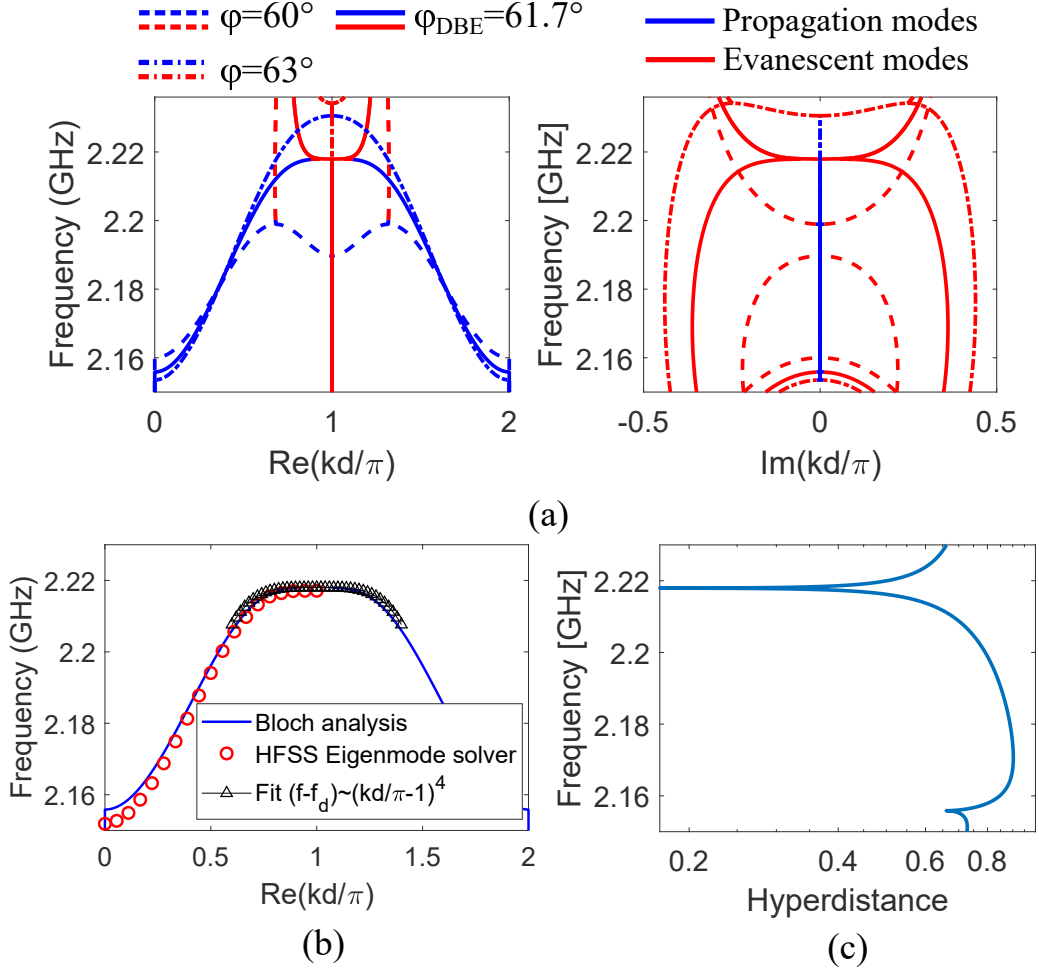 φ=60°
φDBE=61.7°
φ=63°
Propagation modes
Evanescent modes
Frequency (GHz)
2.22
2.2
2.18
2.16
0
1
2
Re(kd/π)
Frequency [GHz]
2.22
2.2
2.18
2.16
-0.5
0
0.5
Im(kd/π)
(a)
Frequency (GHz)
2.22
2.2
2.18
2.16
Bloch analysis
HFSS Eigenmode solver
Fit (f-fd)~(kd/π-1)4
0
0.5
1
1.5
2
Re(kd/π)
(b)
Frequency [GHz]
2.22
2.2
2.18
2.16
0.2
0.4
0.6
0.8
Hyperdistance
(c)